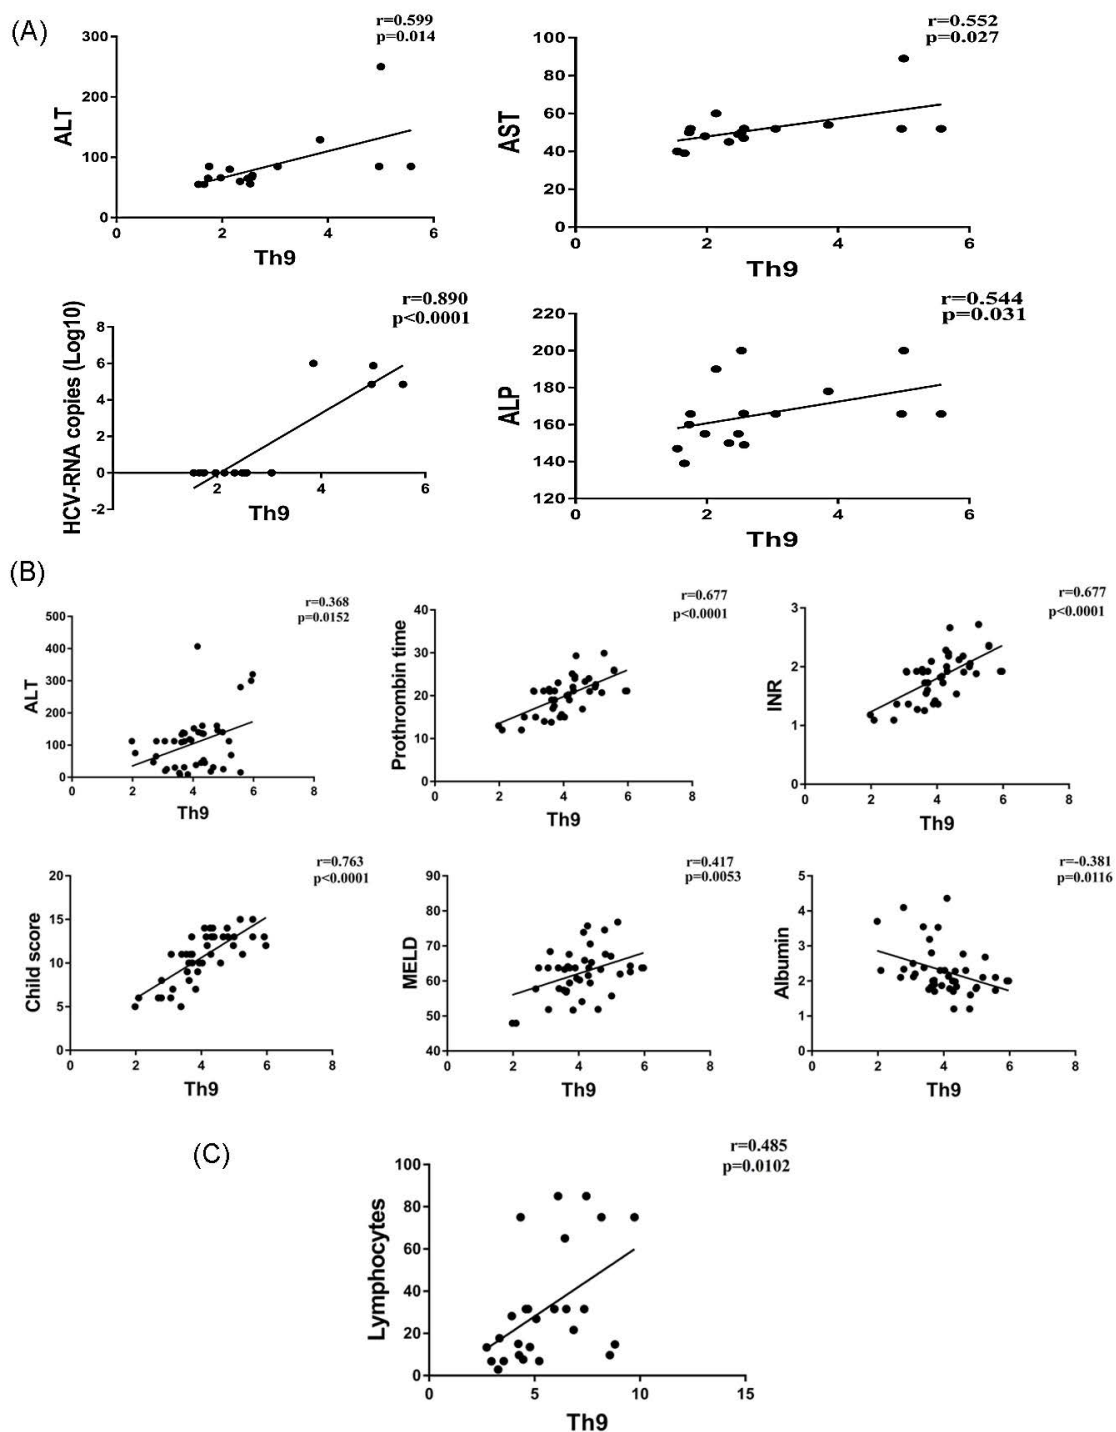 (A)
r=0.599
p=0.014
300
200
100
0
ALT
0
2
4
6
Th9
r=0.552
p=0.027
100
80
60
40
20
0
AST
0
2
4
6
Th9
r=0.890
p<0.0001
8
6
4
2
0
-2
HCV-RNA copies (Log10)
2
4
6
Th9
r=0.544
p=0.031
220
200
180
160
140
120
ALP
0
2
4
6
Th9
(B)
r=0.368
p=0.0152
500
400
300
200
100
0
ALT
0
2
4
6
8
Th9
r=0.677
p<0.0001
40
30
20
10
0
Prothrombin time
0
2
4
6
8
Th9
r=0.677
p<0.0001
3
2
1
0
INR
0
2
4
6
8
Th9
r=0.763
p<0.0001
20
15
10
5
0
Child score
0
2
4
6
8
Th9
r=0.417
p=0.0053
90
80
70
60
50
40
MELD
0
2
4
6
8
Th9
r=-0.381
p=0.0116
5
4
3
2
1
0
Albumin
0
2
4
6
8
Th9
(C)
r=0.485
p=0.0102
100
80
60
40
20
0
Lymphocytes
0
5
10
15
Th9